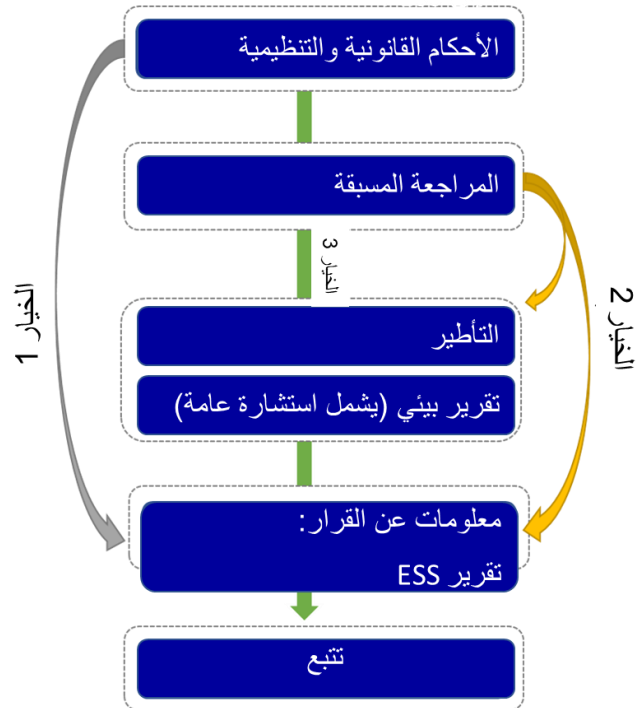 الأحكام القانونية والتنظيمية
المراجعة المسبقة
الخيار 3
الخيار 1
الخيار 2
التأطير
تقرير بيئي (يشمل استشارة عامة)
معلومات عن القرار:
تقرير ESS
تتبع